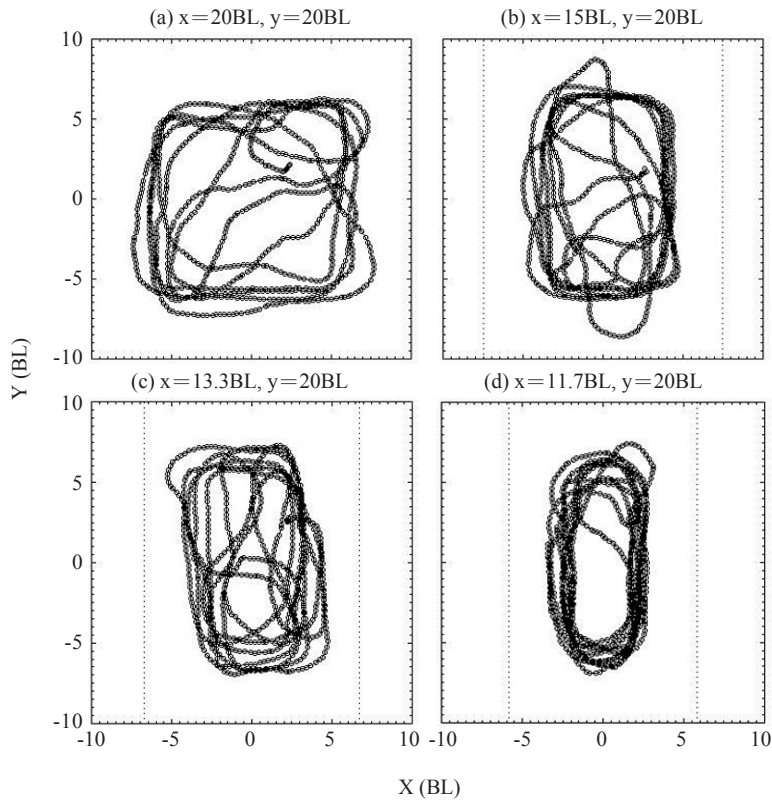 (a) x=20BL, y=20BL
(b) x=15BL, y=20BL
10
5
0
-5
-10
Y (BL)
(c) x=13.3BL, y=20BL
(d) x=11.7BL, y=20BL
10
5
0
-5
-10
-10 -5 0 5 10
-10 -5 0 5 10
X (BL)